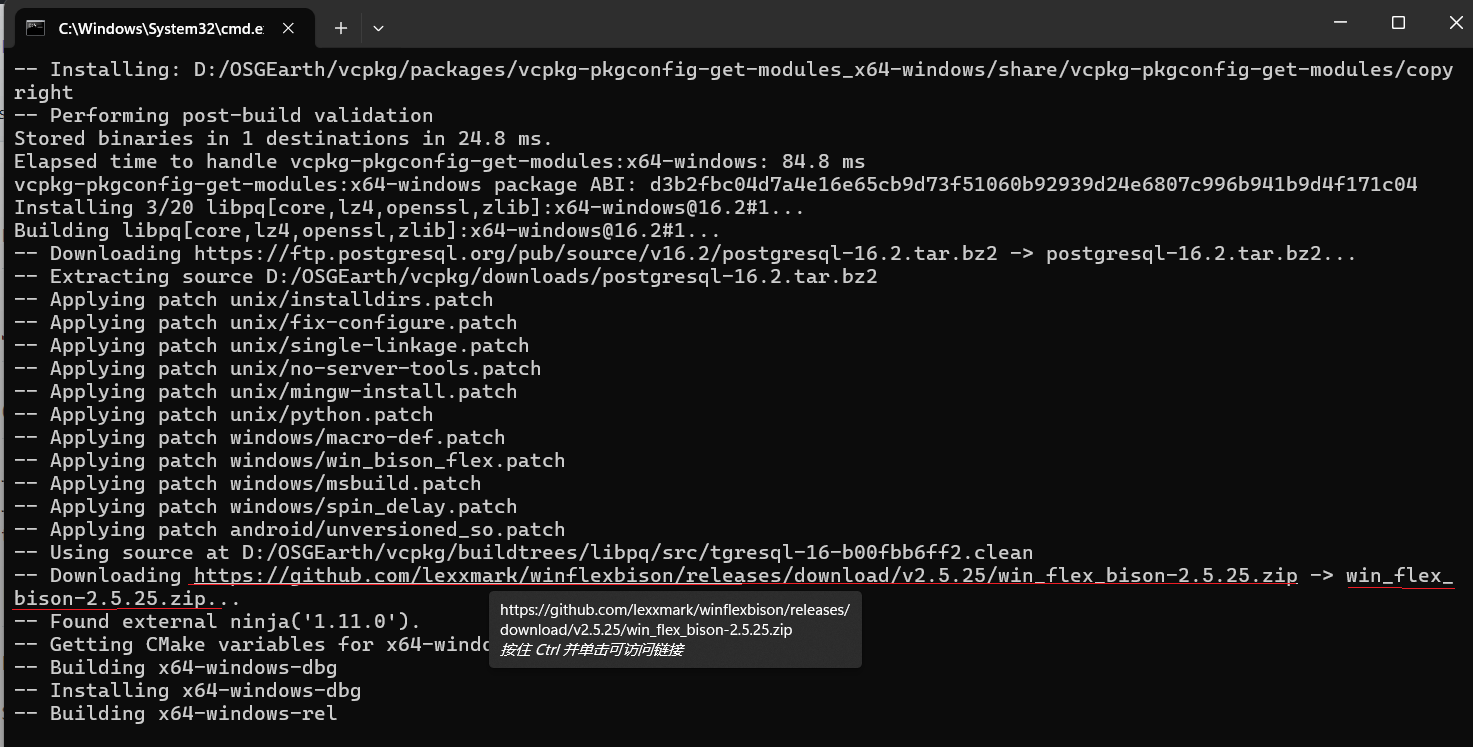 C:\Windows\System32\cmd.e
-- Installing: D:/OSGEarth/vcpkg/packages/vcpkg-pkgconfig-get-modules_x64-windows/share/vcpkg-pkgconfig-get-modules/copy
right
-- Performing post-build validation
Stored binaries in 1 destinations in 24.8 ms.
Elapsed time to handle vcpkg-pkgconfig-get-modules:x64-windows: 84.8 ms
vcpkg-pkgconfig-get-modules:x64-windows package ABI: d3b2fbc04d7a4e16e65cb9d73f51060b92939d24e6807c996b941b9d4f171c04
Installing 3/20 libpq[core,lz4,openssl,zlib]:x64-windows@16.2#1...
Building libpq[core,lz4,openssl,zlib]:x64-windows@16.2#1...
-- Downloading https://ftp.postgresql.org/pub/source/v16.2/postgresql-16.2.tar.bz2 -> postgresql-16.2.tar.bz2...
-- Extracting source D:/OSGEarth/vcpkg/downloads/postgresql-16.2.tar.bz2
-- Applying patch unix/installdirs.patch
-- Applying patch unix/fix-configure.patch
-- Applying patch unix/single-linkage.patch
-- Applying patch unix/no-server-tools.patch
-- Applying patch unix/mingw-install.patch
-- Applying patch unix/python.patch
-- Applying patch windows/macro-def.patch
-- Applying patch windows/win_bison_flex.patch
-- Applying patch windows/msbuild.patch
-- Applying patch windows/spin_delay.patch
-- Applying patch android/unversioned_so.patch
-- Using source at D:/OSGEarth/vcpkg/buildtrees/libpq/src/tgresql-16-b00fbb6ff2.clean
-- Downloading https://github.com/lexxmark/winflexbison/releases/download/v2.5.25/win_flex_bison-2.5.25.zip -> win_flex_
bison-2.5.25.zip...
-- Found external ninja('1.11.0').
-- Getting CMake variables for x64-windo
-- Building x64-windows-dbg
-- Installing x64-windows-dbg
-- Building x64-windows-rel
https://github.com/lexxmark/winflexbison/releases/
download/v2.5.25/win_flex_bison-2.5.25.zip
按住 Ctrl 并单击可访问链接